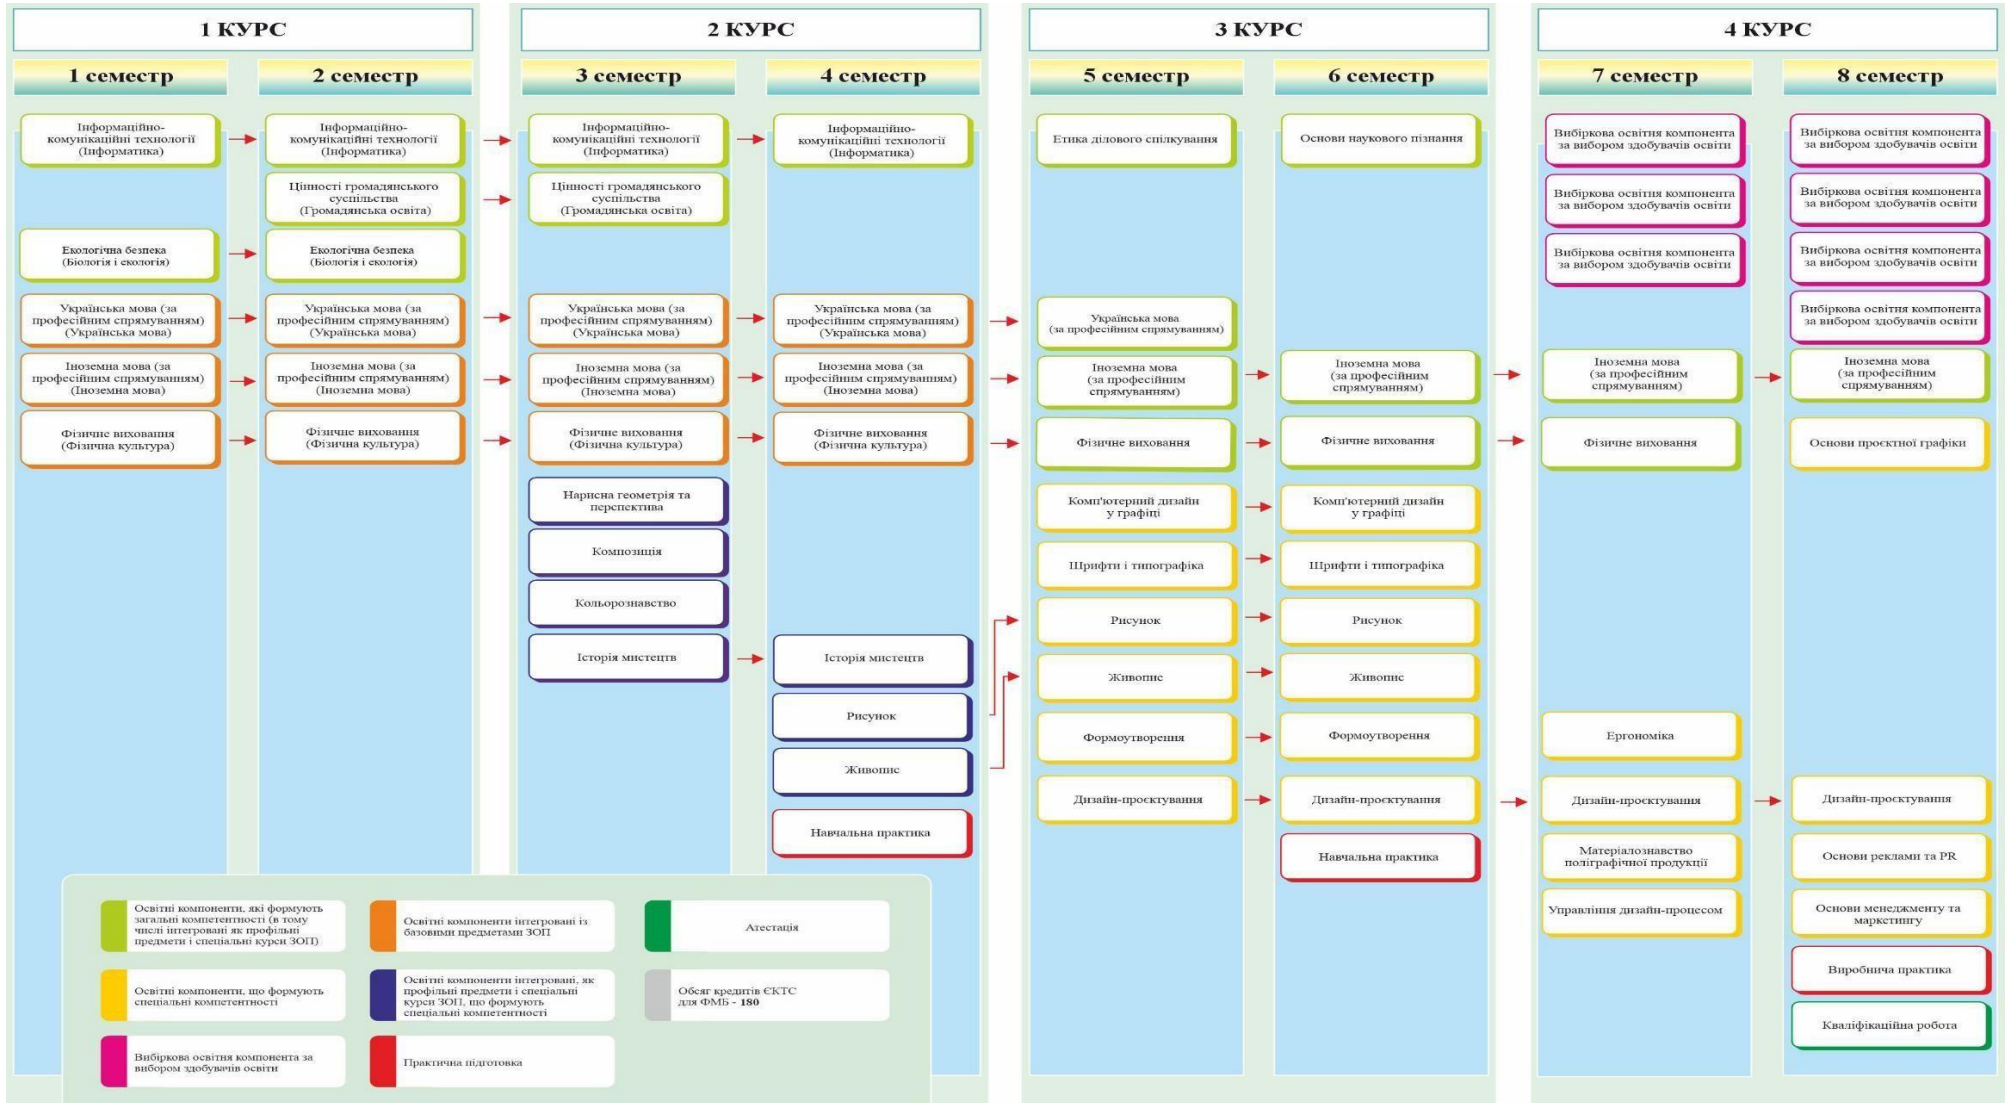 1 КУРС
1 семестр
Інформаційно-
комунікаційні технології
(Інформатика)
Екологічна безпека
(Біологія і екологія)
Українська мова (за
професійним спрямуванням)
(Українська мова)
Іноземна мова (за
професійним спрямуванням)
(Іноземна мова)
Фізичне виховання
(Фізична культура)
2 семестр
Інформаційно-
комунікаційні технології
(Інформатика)
Цінності громадянського
суспільства
(Громадянська освіта)
Екологічна безпека
(Біологія і екологія)
Українська мова (за
професійним спрямуванням)
(Українська мова)
Іноземна мова (за
професійним спрямуванням)
(Іноземна мова)
Фізичне виховання
(Фізична культура)
2 КУРС
3 семестр
Інформаційно-
комунікаційні технології
(Інформатика)
Цінності громадянського
суспільства
(Громадянська освіта)
Українська мова (за
професійним спрямуванням)
(Українська мова)
Іноземна мова (за
професійним спрямуванням)
(Іноземна мова)
Фізичне виховання
(Фізична культура)
Нарисна геометрія та
перспектива
Композиція
Кольорознавство
Історія мистецтв
4 семестр
Інформаційно-
комунікаційні технології
(Інформатика)
Українська мова (за
професійним спрямуванням)
(Українська мова)
Іноземна мова (за
професійним спрямуванням)
(Іноземна мова)
Фізичне виховання
(Фізична культура)
Історія мистецтв
Рисунок
Живопис
Навчальна практика
3 КУРС
5 семестр
Етика ділового спілкування
Українська мова
(за професійним спрямуванням)
Іноземна мова
(за професійним
спрямуванням)
Фізичне виховання
Комп'ютерний дизайн
у графіці
Шрифти і типографіка
Рисунок
Живопис
Формоутворення
Дизайн-проєктування
6 семестр
Основи наукового пізнання
Іноземна мова
(за професійним
спрямуванням)
Фізичне виховання
Комп'ютерний дизайн
у графіці
Шрифти і типографіка
Рисунок
Живопис
Формоутворення
Дизайн-проєктування
Навчальна практика
4 КУРС
7 семестр
Вибіркова освітня компонента
за вибором здобувачів освіти
Вибіркова освітня компонента
за вибором здобувачів освіти
Вибіркова освітня компонента
за вибором здобувачів освіти
Іноземна мова
(за професійним
спрямуванням)
Фізичне виховання
Ергономіка
Дизайн-проєктування
Матеріалознавство
поліграфічної продукції
Управління дизайн-процесом
8 семестр
Вибіркова освітня компонента
за вибором здобувачів освіти
Вибіркова освітня компонента
за вибором здобувачів освіти
Вибіркова освітня компонента
за вибором здобувачів освіти
Вибіркова освітня компонента
за вибором здобувачів освіти
Іноземна мова
(за професійним
спрямуванням)
Основи проєктної графіки
Дизайн-проєктування
Основи реклами та PR
Основи менеджменту та
маркетингу
Виробнича практика
Кваліфікаційна робота
Освітні компоненти, які формують
загальні компетентності (в тому
числі інтегровані як профільні
предмети і спеціальні курси ЗОП)
Освітні компоненти, що формують
спеціальні компетентності
Вибіркова освітня компонента за
вибором здобувачів освіти
Освітні компоненти інтегровані із
базовими предметами ЗОП
Освітні компоненти інтегровані, як
профільні предмети і спеціальні
курси ЗОП, що формують
спеціальні компетентності
Практична підготовка
Атестація
Обсяг кредитів ЄКТС
для ФМБ - 180